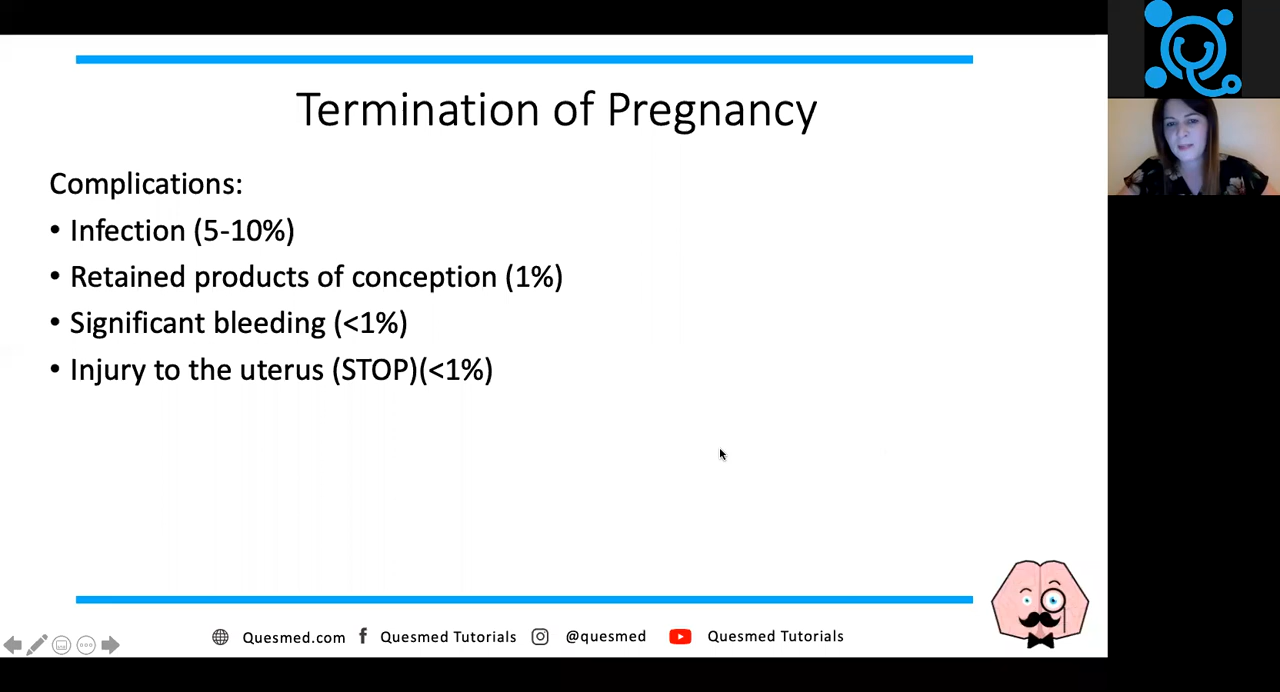 Termination of Pregnancy
Complications:
• Infection (5-10%)
• Retained products of conception (1%)
• Significant bleeding (<1%)
• Injury to the uterus (STOP)(<1%)
Quesmed.com f Quesmed Tutorials @quesmed Quesmed Tutorials